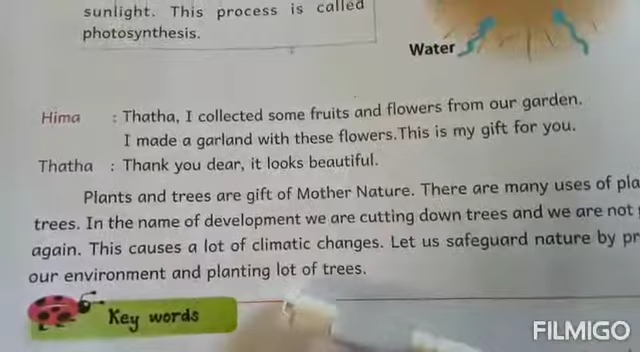 sunlight. This process is called
photosynthesis.
Water
Hima : Thatha, I collected some fruits and flowers from our garden.
I made a garland with these flowers.This is my gift for you.
Thatha : Thank you dear, it looks beautiful.
Plants and trees are gift of Mother Nature. There are many uses of
trees. In the name of development we are cutting down trees and we are not
again. This causes a lot of climatic changes. Let us safeguard nature by
our environment and planting lot of trees.
Key words
FILMIGO